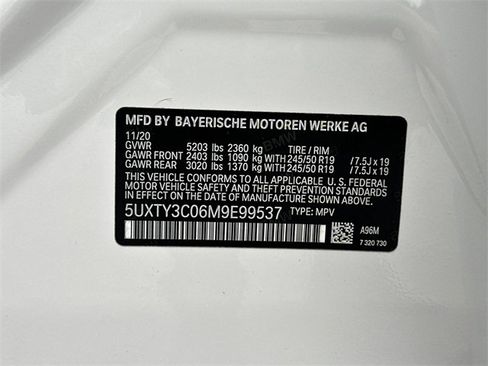 MFD BY BAYERISCHE MOTOREN WERKE AG
11/20
GVWR 5203 lbs 2360 kg TIRE / RIM
GAWR FRONT 2403 lbs 1090 kg WITH 245/50 R19 / 7.5J x 19
GAWR REAR 3020 lbs 1370 kg WITH 245/50 R19 / 7.5J x 19
THIS VEHICLE CONFORMS TO ALL APPLICABLE U. S. FEDERAL
MOTOR VEHICLE SAFETY STANDARDS
IN EFFECT ON THE DATE OF MANUFACTURE SHOWN ABOVE.
5UXTY3C06M9E99537 TYPE: MPV
A96M
7 320 730